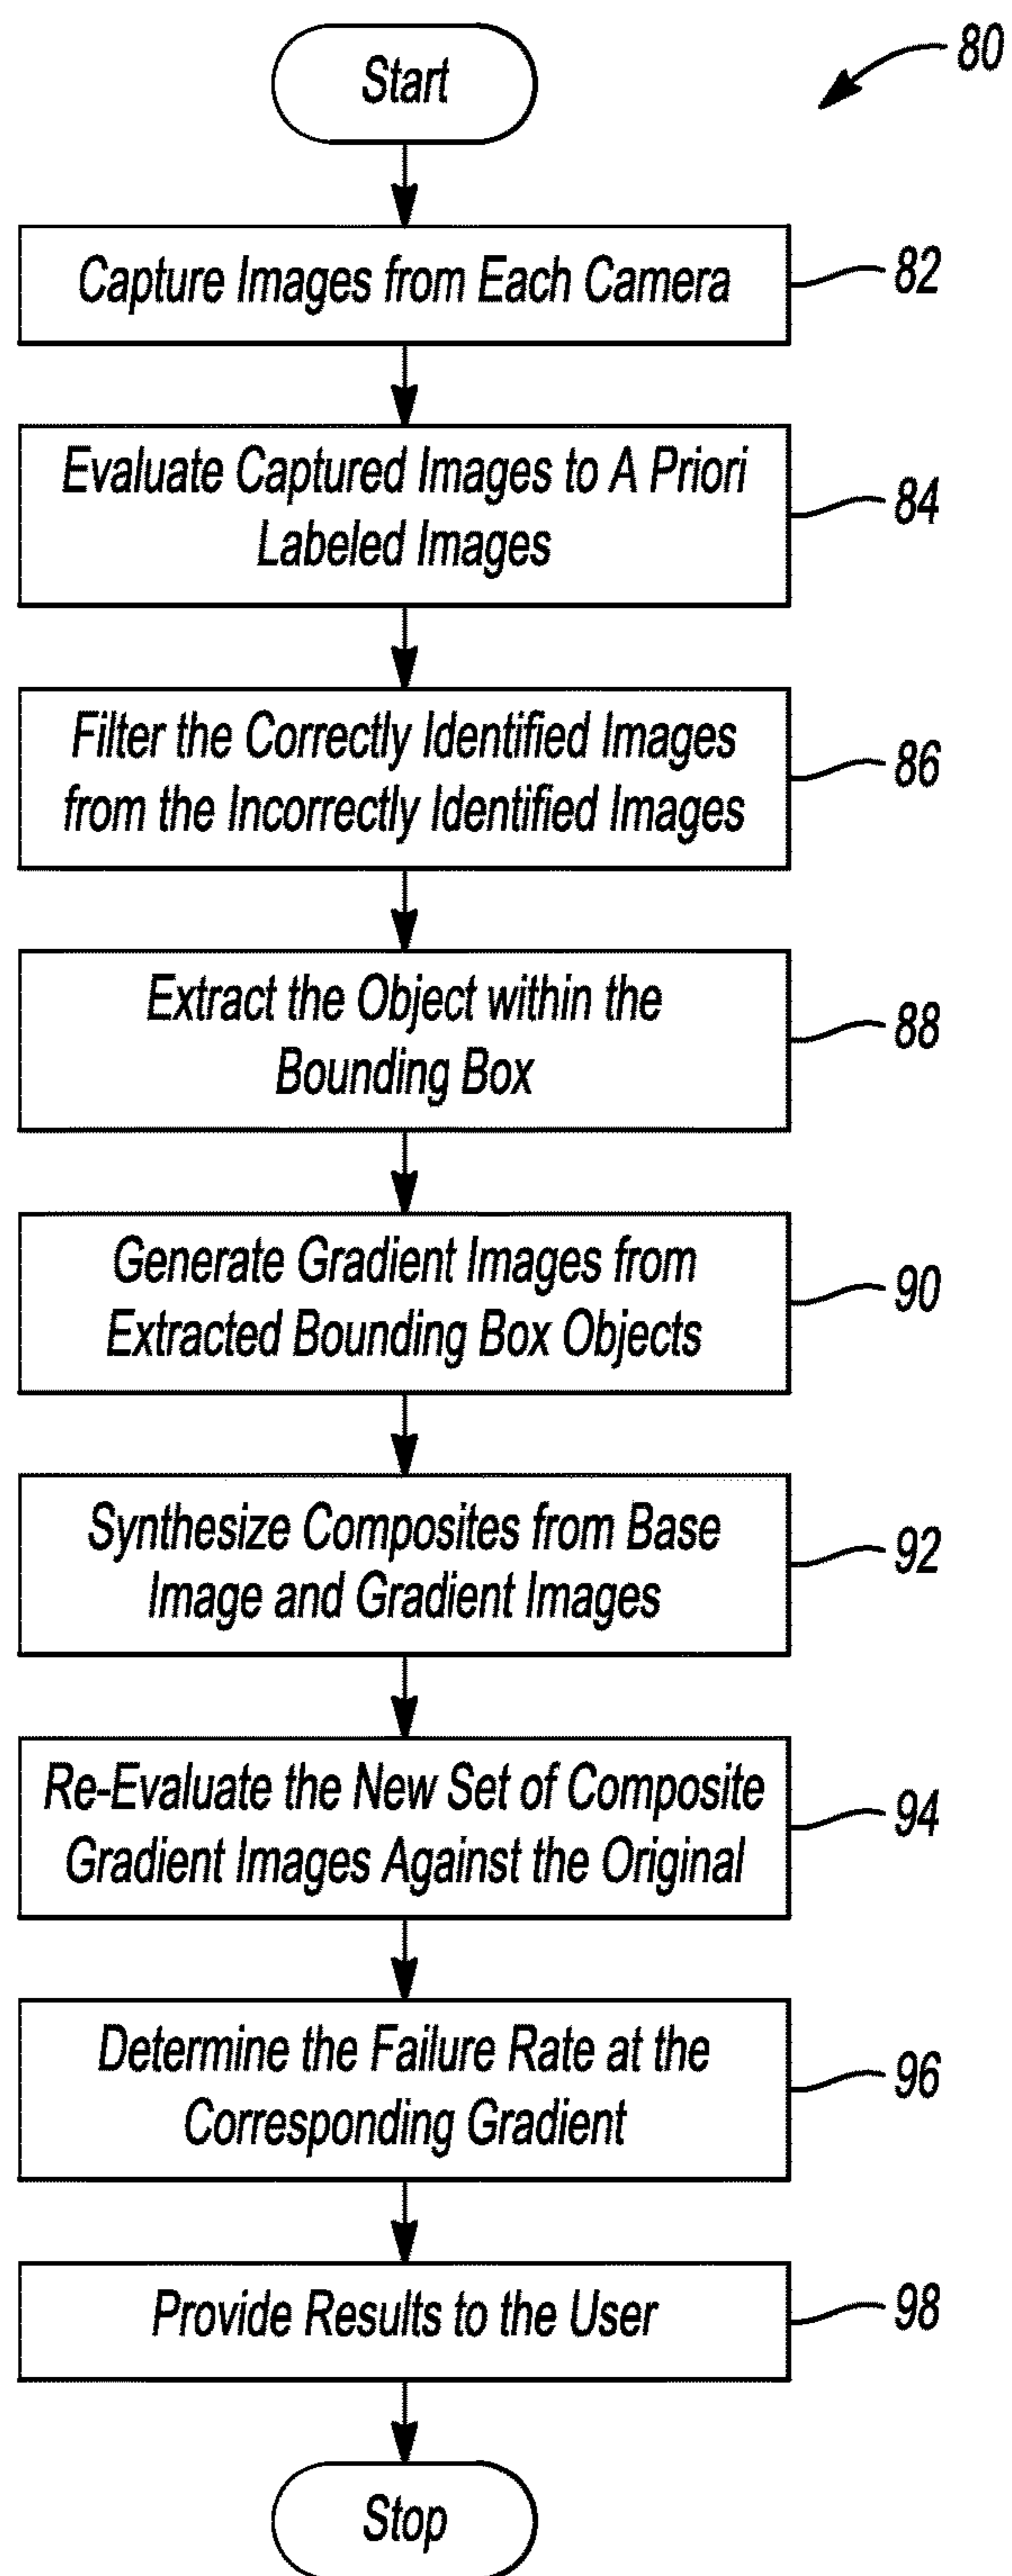 Start
80
Capture Images from Each Camera
82
Evaluate Captured Images to A Priori
Labeled Images
84
Filter the Correctly Identified Images
from the Incorrectly Identified Images
86
Extract the Object within the
Bounding Box
88
Generate Gradient Images from
Extracted Bounding Box Objects
90
Synthesize Composites from Base
Image and Gradient Images
92
Re-Evaluate the New Set of Composite
Gradient Images Against the Original
94
Determine the Failure Rate at the
Corresponding Gradient
96
Provide Results to the User
98
Stop